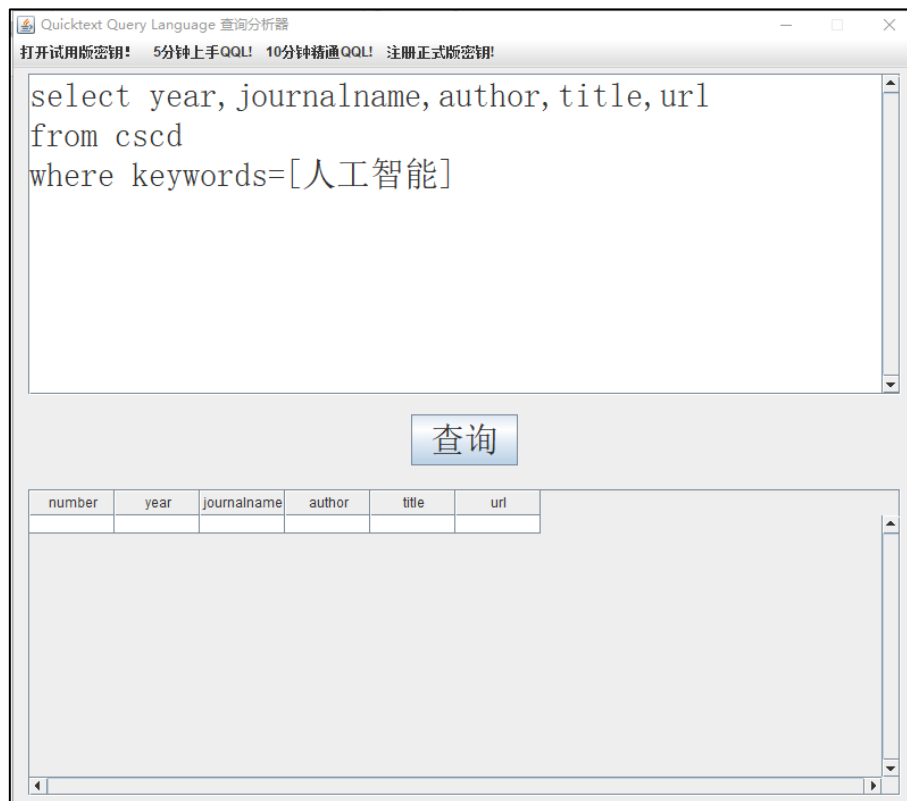 Quicktext Query Language 查询分析器
打开试用版密钥! 5分钟上手QQL! 10分钟精通QQL! 注册正式版密钥!
select year,journalname,author,title,url
from cscd
where keywords=[人工智能]
查询
number year journalname author title url